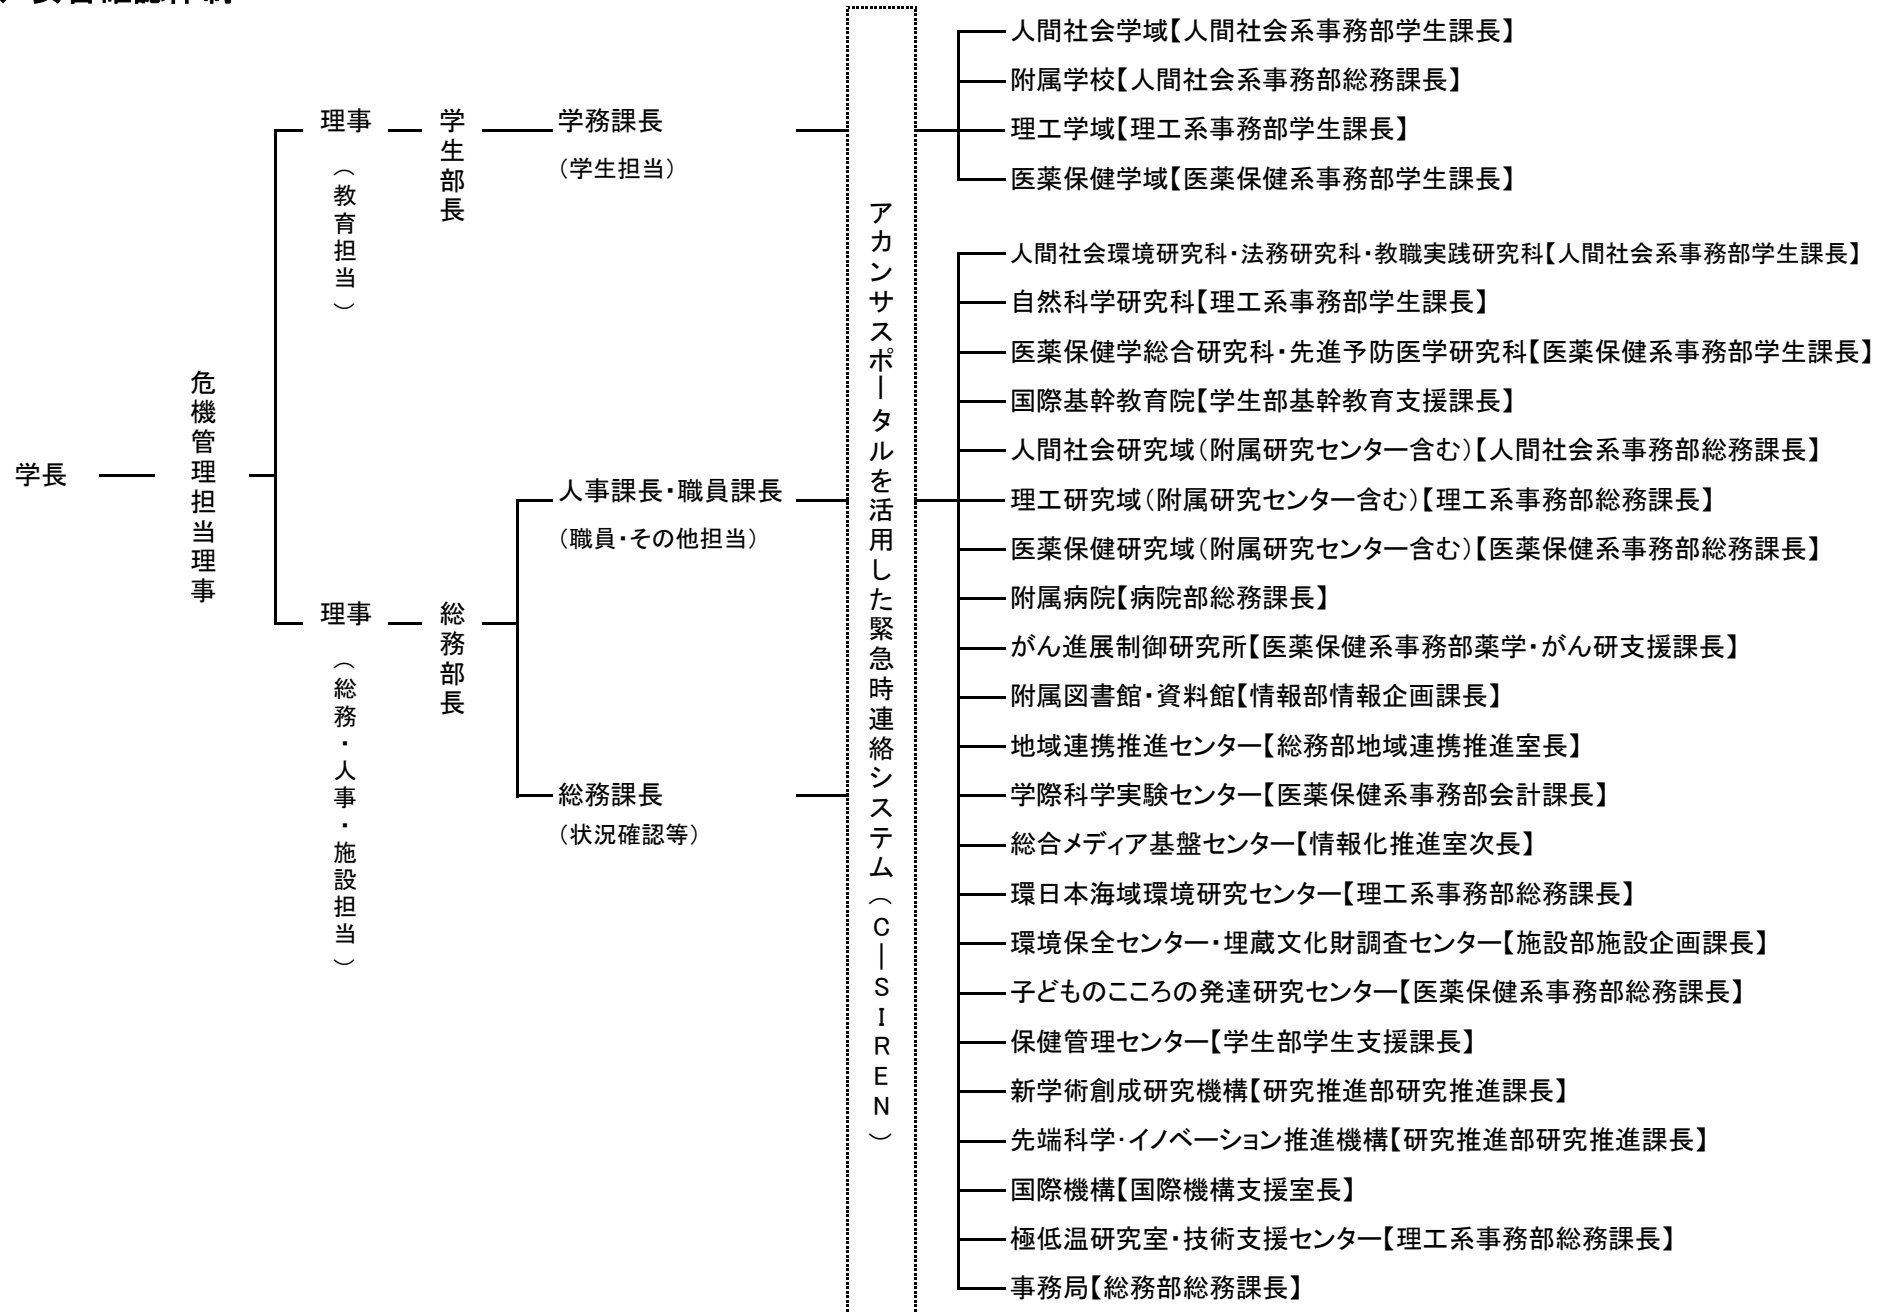 学長
危機管理担当理事
理事
（教育担当）
学生部長
学務課長
（学生担当）
理事
（総務・人事・施設担当）
総務部長
人事課長・職員課長
（職員・その他担当）
総務課長
（状況確認等）
アカンサスポータルを活用した緊急時連絡システム（C－SIREN）
人間社会学域【人間社会系事務部学生課長】
附属学校【人間社会系事務部総務課長】
理工学域【理工系事務部学生課長】
医薬保健学域【医薬保健系事務部学生課長】
人間社会環境研究科・法務研究科・教職実践研究科【人間社会系事務部学生課長】
自然科学研究科【理工系事務部学生課長】
医薬保健学総合研究科・先進予防医学研究科【医薬保健系事務部学生課長】
国際基幹教育院【学生部基幹教育支援課長】
人間社会研究域（附属研究センター含む）【人間社会系事務部総務課長】
理工研究域（附属研究センター含む）【理工系事務部総務課長】
医薬保健研究域（附属研究センター含む）【医薬保健系事務部総務課長】
附属病院【病院部総務課長】
がん進展制御研究所【医薬保健系事務部薬学・がん研支援課長】
附属図書館・資料館【情報部情報企画課長】
地域連携推進センター【総務部地域連携推進室長】
学際科学実験センター【医薬保健系事務部会計課長】
総合メディア基盤センター【情報化推進室次長】
環日本海域環境研究センター【理工系事務部総務課長】
環境保全センター・埋蔵文化財調査センター【施設部施設企画課長】
子どものこころの発達研究センター【医薬保健系事務部総務課長】
保健管理センター【学生部学生支援課長】
新学術創成研究機構【研究推進部研究推進課長】
先端科学・イノベーション推進機構【研究推進部研究推進課長】
国際機構【国際機構支援室長】
極低温研究室・技術支援センター【理工系事務部総務課長】
事務局【総務部総務課長】